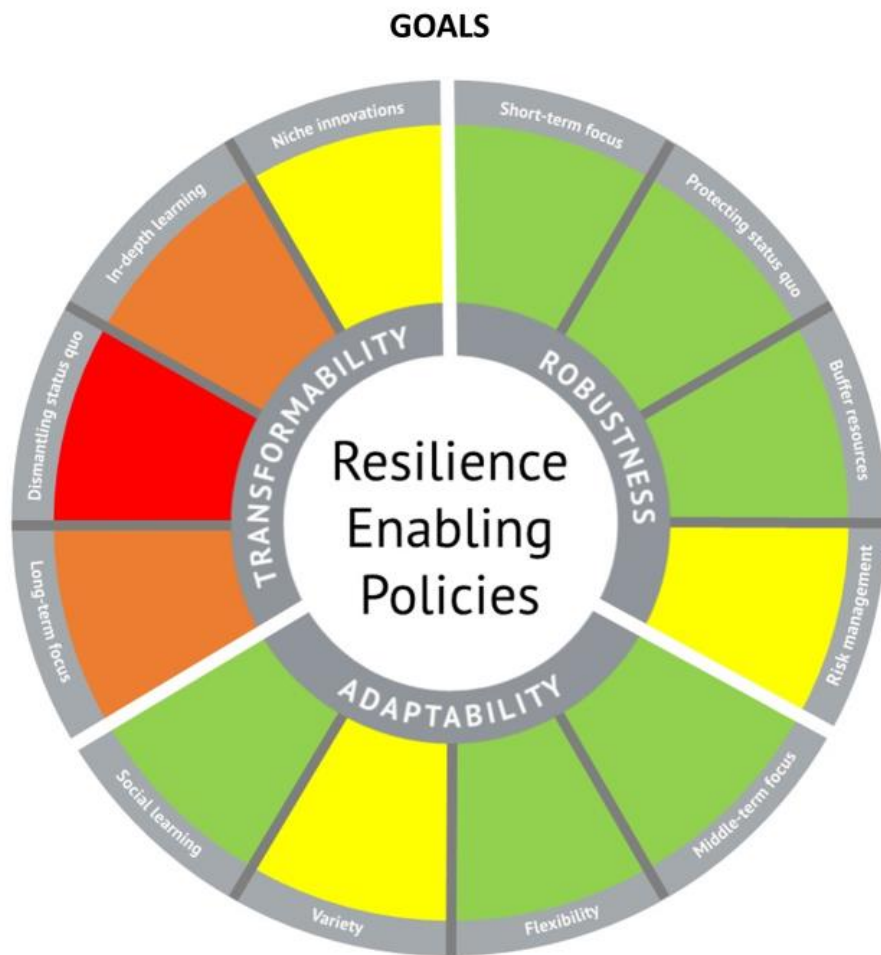 GOALS
Niche innovations
Short-term focus
In-depth learning
Protecting status quo
Dismantling status quo
Buffer resources
TRANSFORMABILITY
ROBUSTNESS
Resilience
Enabling
Policies
Long-term focus
Risk management
ADAPTABILITY
Social learning
Middle-term focus
Variety
Flexibility